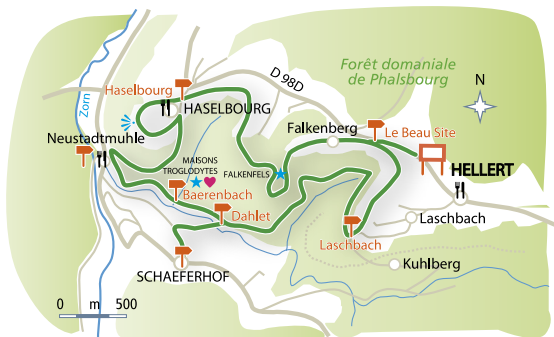 D 98D
Forêt domaniale
de Phalsbourg
N
Haselbourg
Zorn
HASELBOURG
Falkenberg
Le Beau Site
Neustadtmuhle
MAISONS
TROGLODYTES
FALKENFELS
HELLERT
Baerenbach
Dahlet
Laschbach
Laschbach
Kuhlberg
SCHAEFERHOF
0 m 500